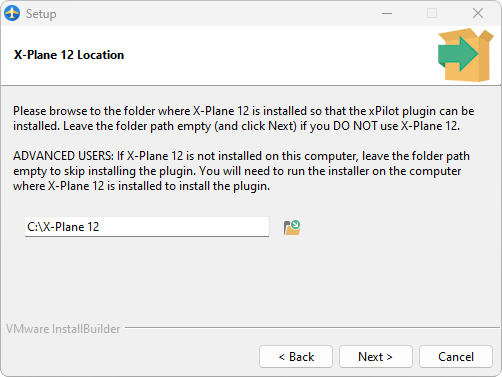 Setup
X-Plane 12 Location
Please browse to the folder where X-Plane 12 is installed so that the xPilot plugin can be
installed. Leave the folder path empty (and click Next) if you DO NOT use X-Plane 12.
ADVANCED USERS: If X-Plane 12 is not installed on this computer, leave the folder path
empty to skip installing the plugin. You will need to run the installer on the computer
where X-Plane 12 is installed to install the plugin.
C:\X-Plane 12
VMware InstallBuilder
< Back
Next >
Cancel